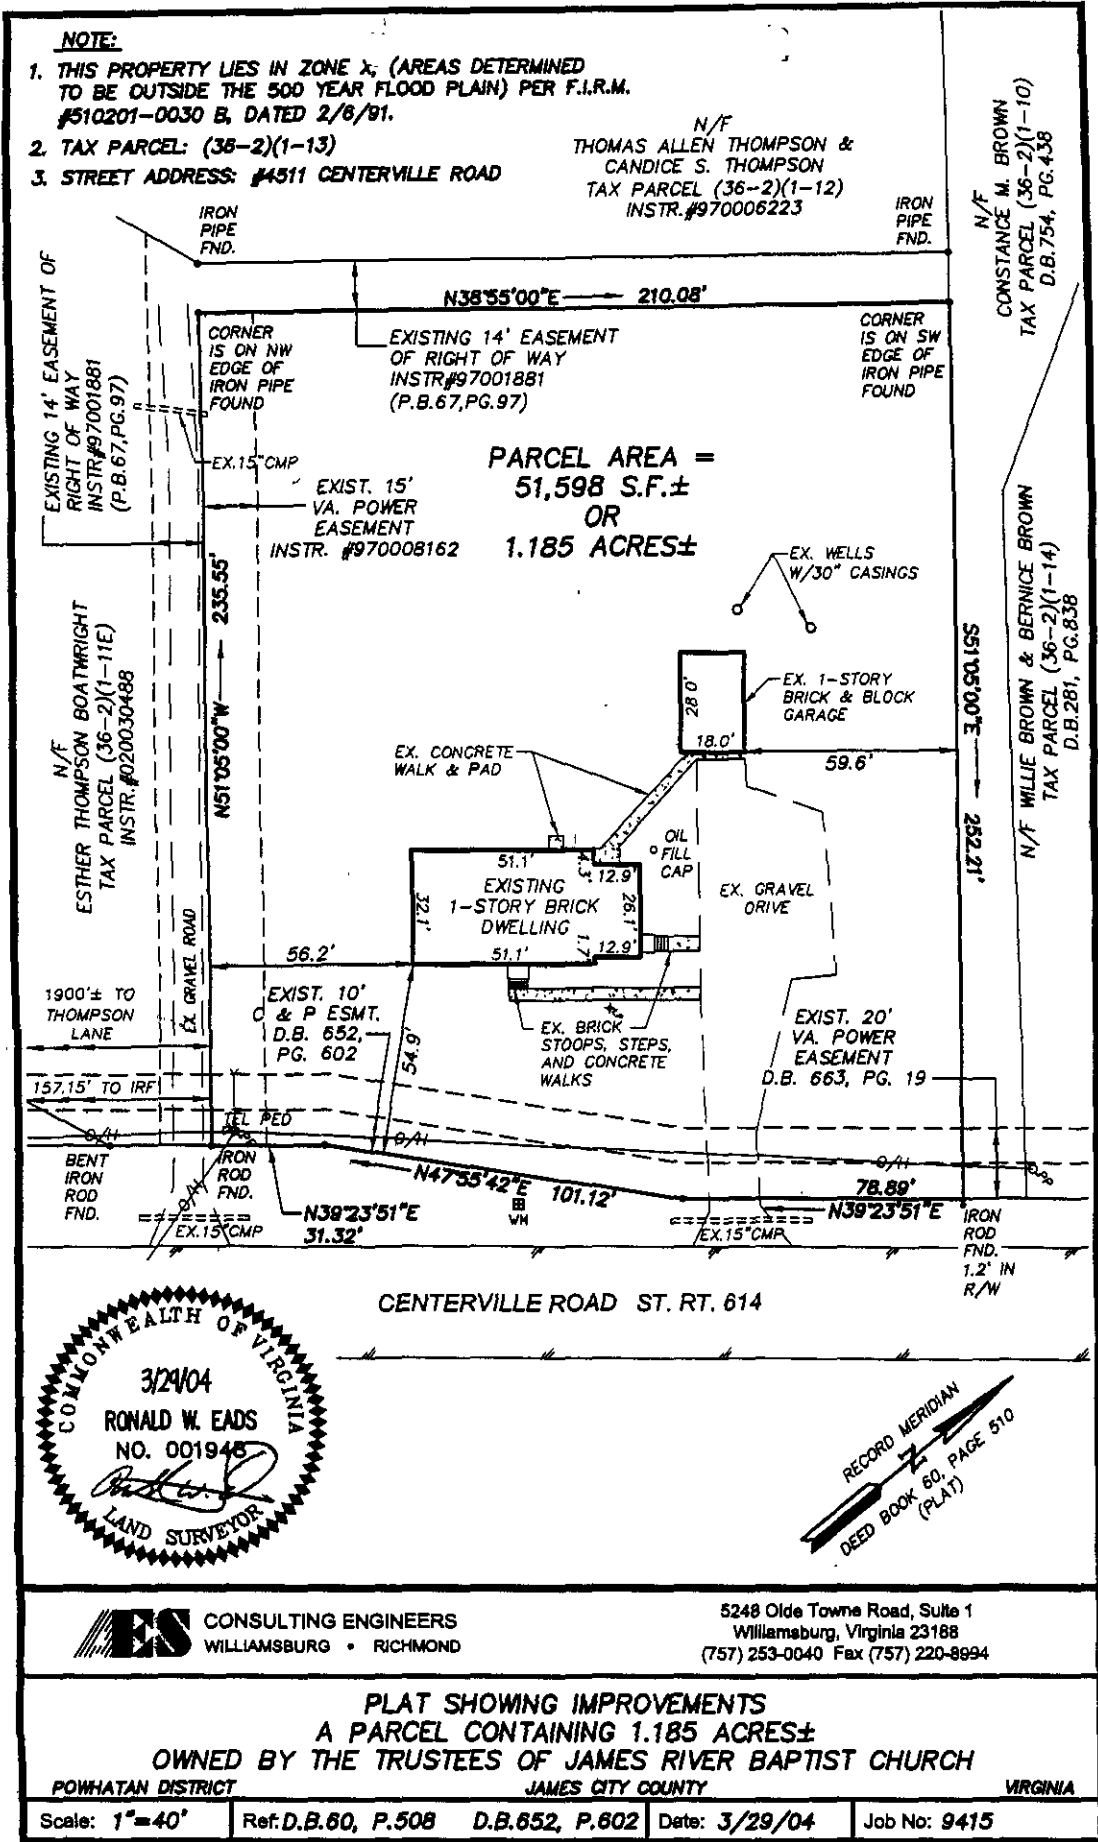 NOTE:
1. THIS PROPERTY LIES IN ZONE X, (AREAS DETERMINED
TO BE OUTSIDE THE 500 YEAR FLOOD PLAIN) PER F.I.R.M.
#510201-0030 B, DATED 2/6/91.
2. TAX PARCEL: (36-2)(1-13)
3. STREET ADDRESS: #4511 CENTERVILLE ROAD
N/F
THOMAS ALLEN THOMPSON &
CANDICE S. THOMPSON
TAX PARCEL (36-2)(1-12)
INSTR.#970006223
N/F
CONSTANCE M. BROWN
TAX PARCEL (36-2)(1-10)
D.B.754, PG.438
IRON
PIPE
FND.
IRON
PIPE
FND.
N38°55'00"E 210.08'
EXISTING 14' EASEMENT OF
RIGHT OF WAY
INSTR#97001881
(P.B.67,PG.97)
CORNER
IS ON NW
EDGE OF
IRON PIPE
FOUND
EXISTING 14' EASEMENT
OF RIGHT OF WAY
INSTR#97001881
(P.B.67,PG.97)
CORNER
IS ON SW
EDGE OF
IRON PIPE
FOUND
EX.15"CMP
EXIST. 15'
VA. POWER
EASEMENT
INSTR. #970008162
PARCEL AREA =
51,598 S.F.±
OR
1.185 ACRES±
EX. WELLS
W/30" CASINGS
N51°05'00"W 235.55'
N/F
ESTHER THOMPSON BOATWRIGHT
TAX PARCEL (36-2)(1-11E)
INSTR.#020030488
S51°05'00"E 252.21'
N/F WILLIE BROWN & BERNICE BROWN
TAX PARCEL (36-2)(1-14)
D.B.281, PG.838
28.0'
18.0'
EX. 1-STORY
BRICK & BLOCK
GARAGE
59.6'
EX. CONCRETE
WALK & PAD
OIL
FILL
CAP
EX. GRAVEL
DRIVE
51.1'
4.3'
12.9'
32.1'
EXISTING
1-STORY BRICK
DWELLING
26.1'
51.1'
1.7'
12.9'
56.2'
EX. GRAVEL ROAD
1900'± TO
THOMPSON
LANE
EXIST. 10'
C & P ESMT.
D.B. 652,
PG. 602
54.9'
EX. BRICK
STOOPS, STEPS,
AND CONCRETE
WALKS
EXIST. 20'
VA. POWER
EASEMENT
D.B. 663, PG. 19
157.15' TO IRF
TEL PED
O/H
O/H
O/H
O/H
PP
PP
BENT
IRON
ROD
FND.
IRON
ROD
FND.
N47°55'42"E 101.12'
WM
78.89'
N39°23'51"E
N39°23'51"E
31.32'
EX.15"CMP
EX.15"CMP
IRON
ROD
FND.
1.2' IN
R/W
CENTERVILLE ROAD ST. RT. 614
COMMONWEALTH OF VIRGINIA
3/29/04
RONALD W. EADS
NO. 001948
LAND SURVEYOR
RECORD MERIDIAN
N
DEED BOOK 60, PAGE 510
(PLAT)
AES CONSULTING ENGINEERS
WILLIAMSBURG • RICHMOND
5248 Olde Towne Road, Suite 1
Williamsburg, Virginia 23188
(757) 253-0040 Fax (757) 220-8994
PLAT SHOWING IMPROVEMENTS
A PARCEL CONTAINING 1.185 ACRES±
OWNED BY THE TRUSTEES OF JAMES RIVER BAPTIST CHURCH
POWHATAN DISTRICT JAMES CITY COUNTY VIRGINIA
Scale: 1"=40' Ref: D.B.60, P.508 D.B.652, P.602 Date: 3/29/04 Job No: 9415